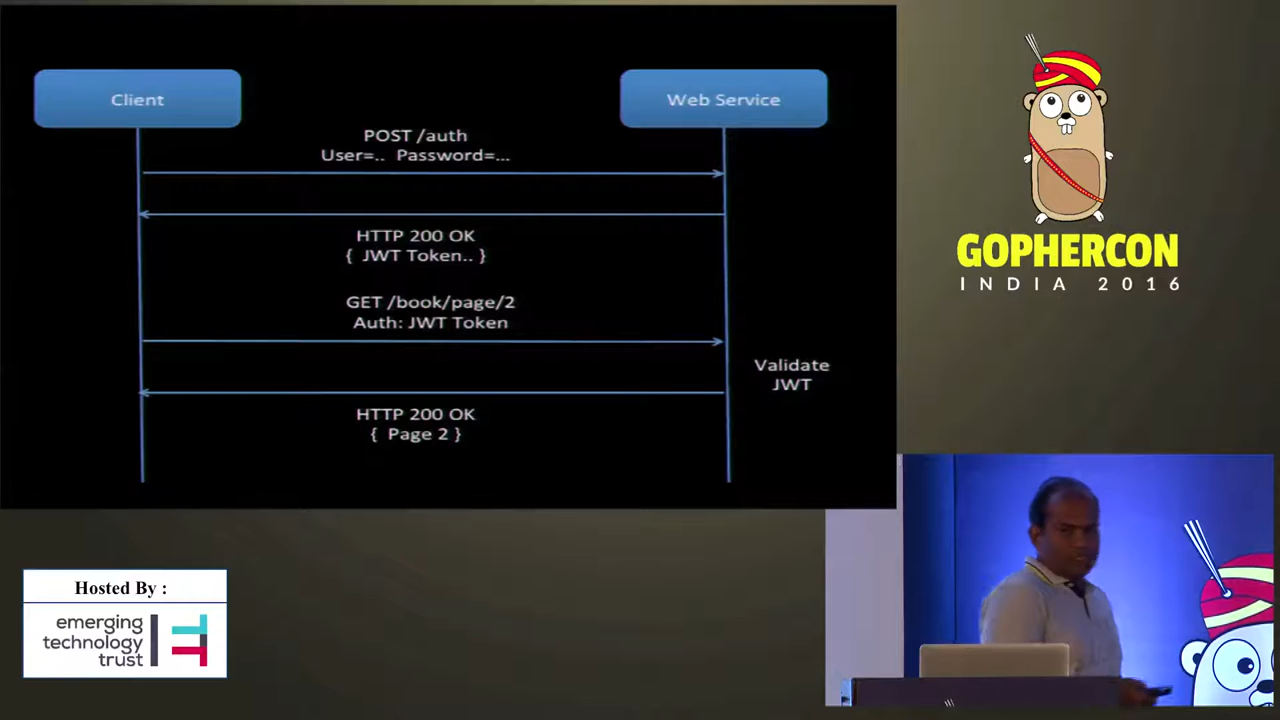 Client
Web Service
POST /auth
User=.. Password=...
HTTP 200 OK
{ JWT Token.. }
GET /book/page/2
Auth: JWT Token
Validate
JWT
HTTP 200 OK
{ Page 2 }
GOPHERCON
INDIA 2016
Hosted By :
emerging
technology
trust